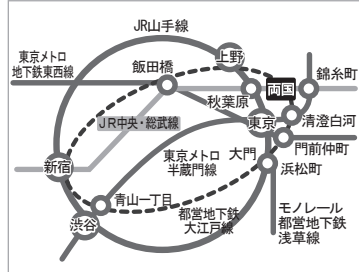 JR山手線
東京メトロ
地下鉄東西線
飯田橋
上野
両国
錦糸町
秋葉原
JR中央・総武線
東京
清澄白河
門前仲町
新宿
東京メトロ
半蔵門線
大門
浜松町
青山一丁目
渋谷
都営地下鉄
大江戸線
モノレール
都営地下鉄
浅草線